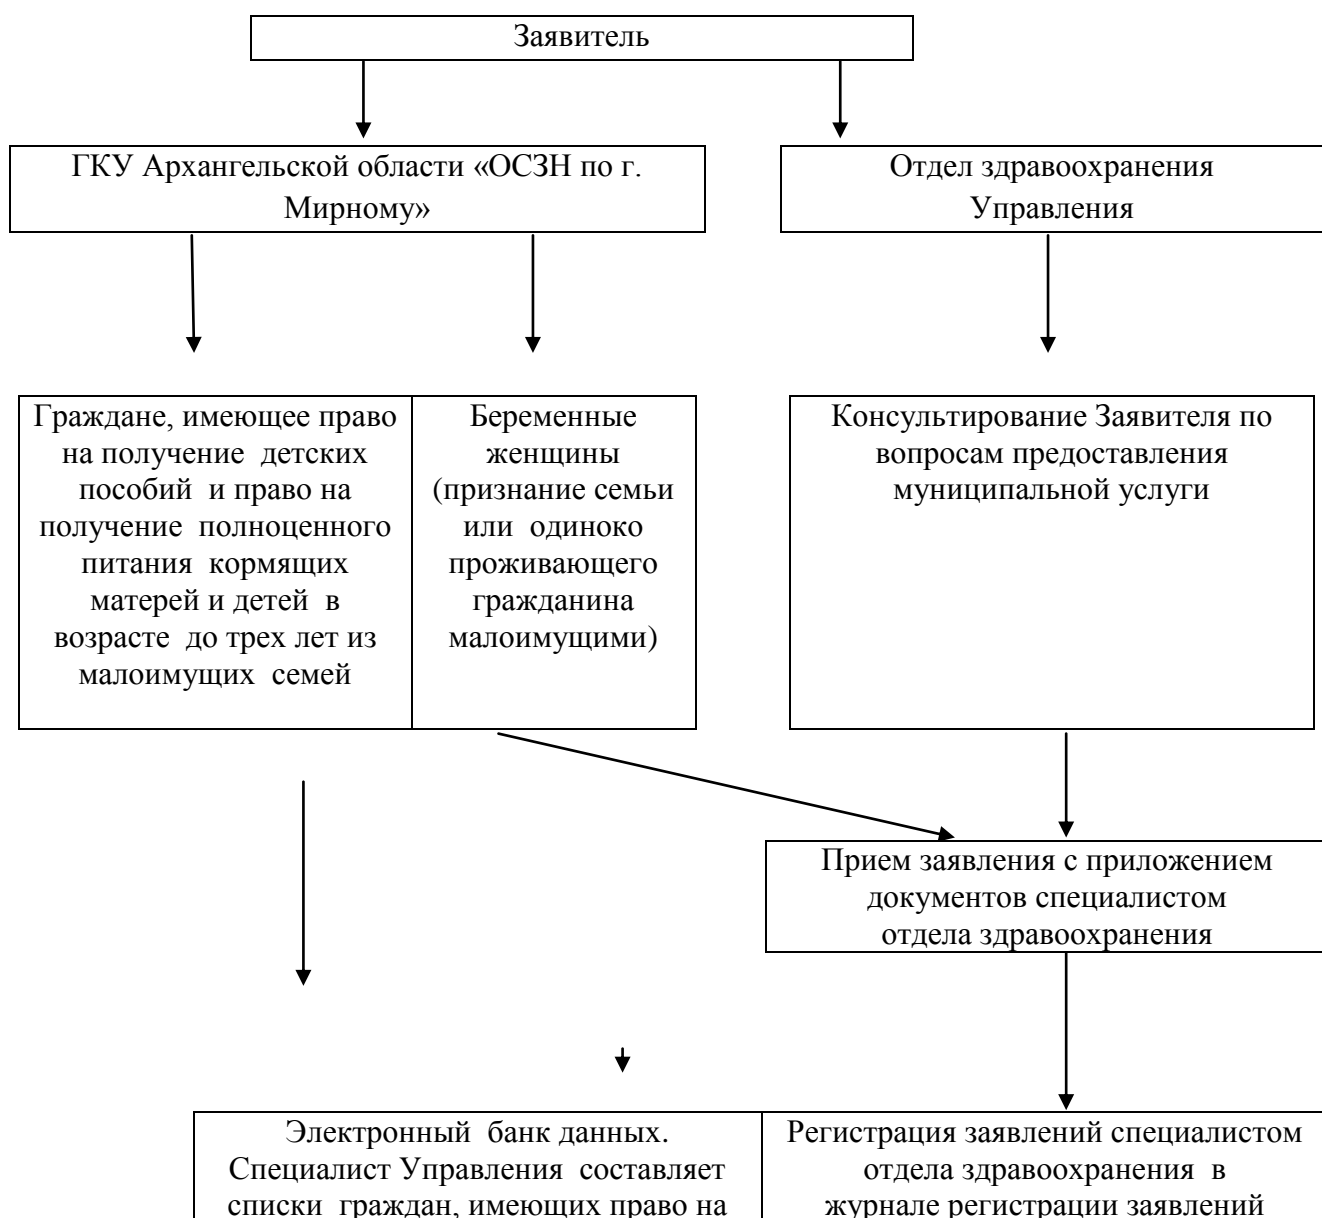 Заявитель
ГКУ Архангельской области «ОСЗН по г.
Мирному»
Отдел здравоохранения
Управления
Граждане, имеющее право
на получение детских
пособий и право на
получение полноценного
питания кормящих
матерей и детей в
возрасте до трех лет из
малоимущих семей
Беременные
женщины
(признание семьи
или одиноко
проживающего
гражданина
малоимущими)
Консультирование Заявителя по
вопросам предоставления
муниципальной услуги
Прием заявления с приложением
документов специалистом
отдела здравоохранения
Электронный банк данных.
Специалист Управления составляет
списки граждан, имеющих право на
Регистрация заявлений специалистом
отдела здравоохранения в
журнале регистрации заявлений